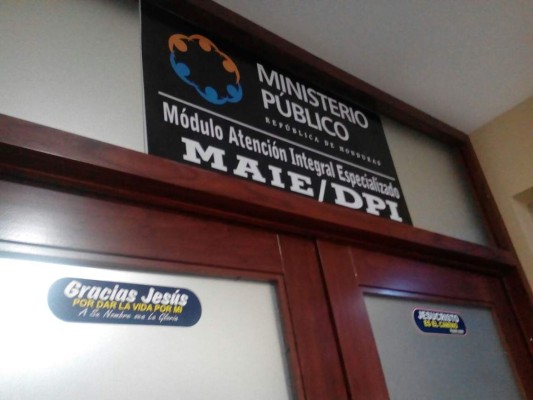 MINISTERIO
PÚBLICO
REPÚBLICA DE HONDURAS
Módulo Atención Integral Especializado
MAIE/DPI
Gracias Jesús
POR DAR LA VIDA POR MI
A Su Nombre sea La Gloria
JESUCRISTO
ES EL CAMINO